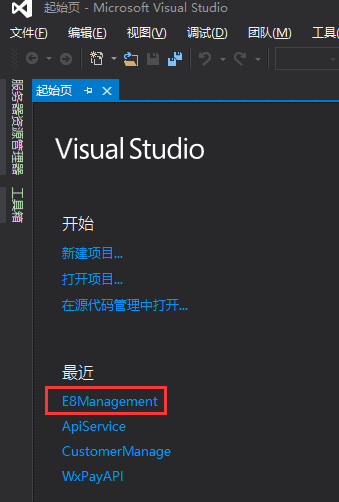 起始页 - Microsoft Visual Studio
文件(F) 编辑(E) 视图(V) 调试(D) 团队(M) 工具(
起始页
服务器资源管理器
工具箱
Visual Studio
开始
新建项目...
打开项目...
在源代码管理中打开...
最近
E8Management
ApiService
CustomerManage
WxPayAPI